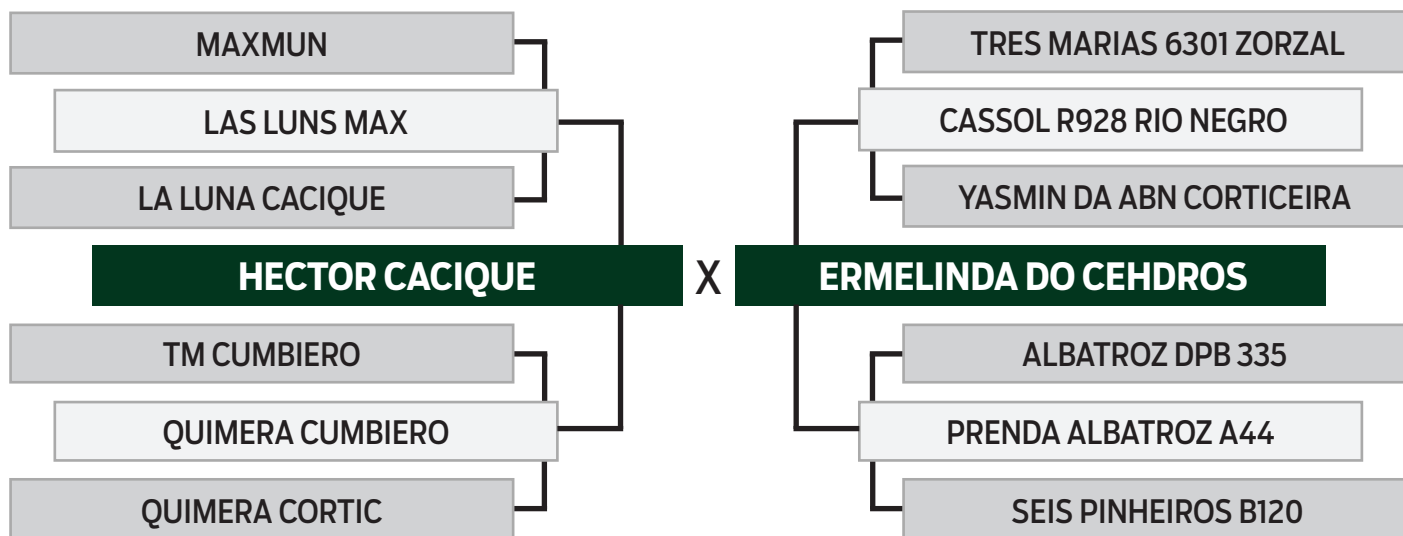 MAXMUN
LAS LUNS MAX
LA LUNA CACIQUE
HECTOR CACIQUE
TM CUMBIERO
QUIMERA CUMBIERO
QUIMERA CORTIC
X
TRES MARIAS 6301 ZORZAL
CASSOL R928 RIO NEGRO
YASMIN DA ABN CORTICEIRA
ERMELINDA DO CEHDROS
ALBATROZ DPB 335
PRENDA ALBATROZ A44
SEIS PINHEIROS B120